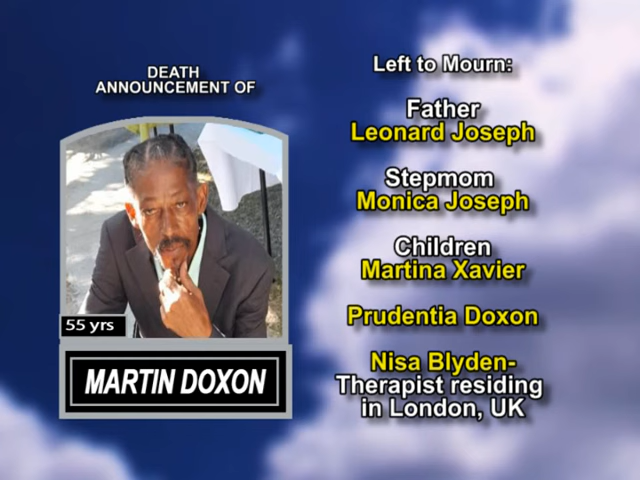 DEATH
ANNOUNCEMENT OF
55 yrs
MARTIN DOXON
Left to Mourn:
Father
Leonard Joseph
Stepmom
Monica Joseph
Children
Martina Xavier
Prudentia Doxon
Nisa Blyden-
Therapist residing
in London, UK